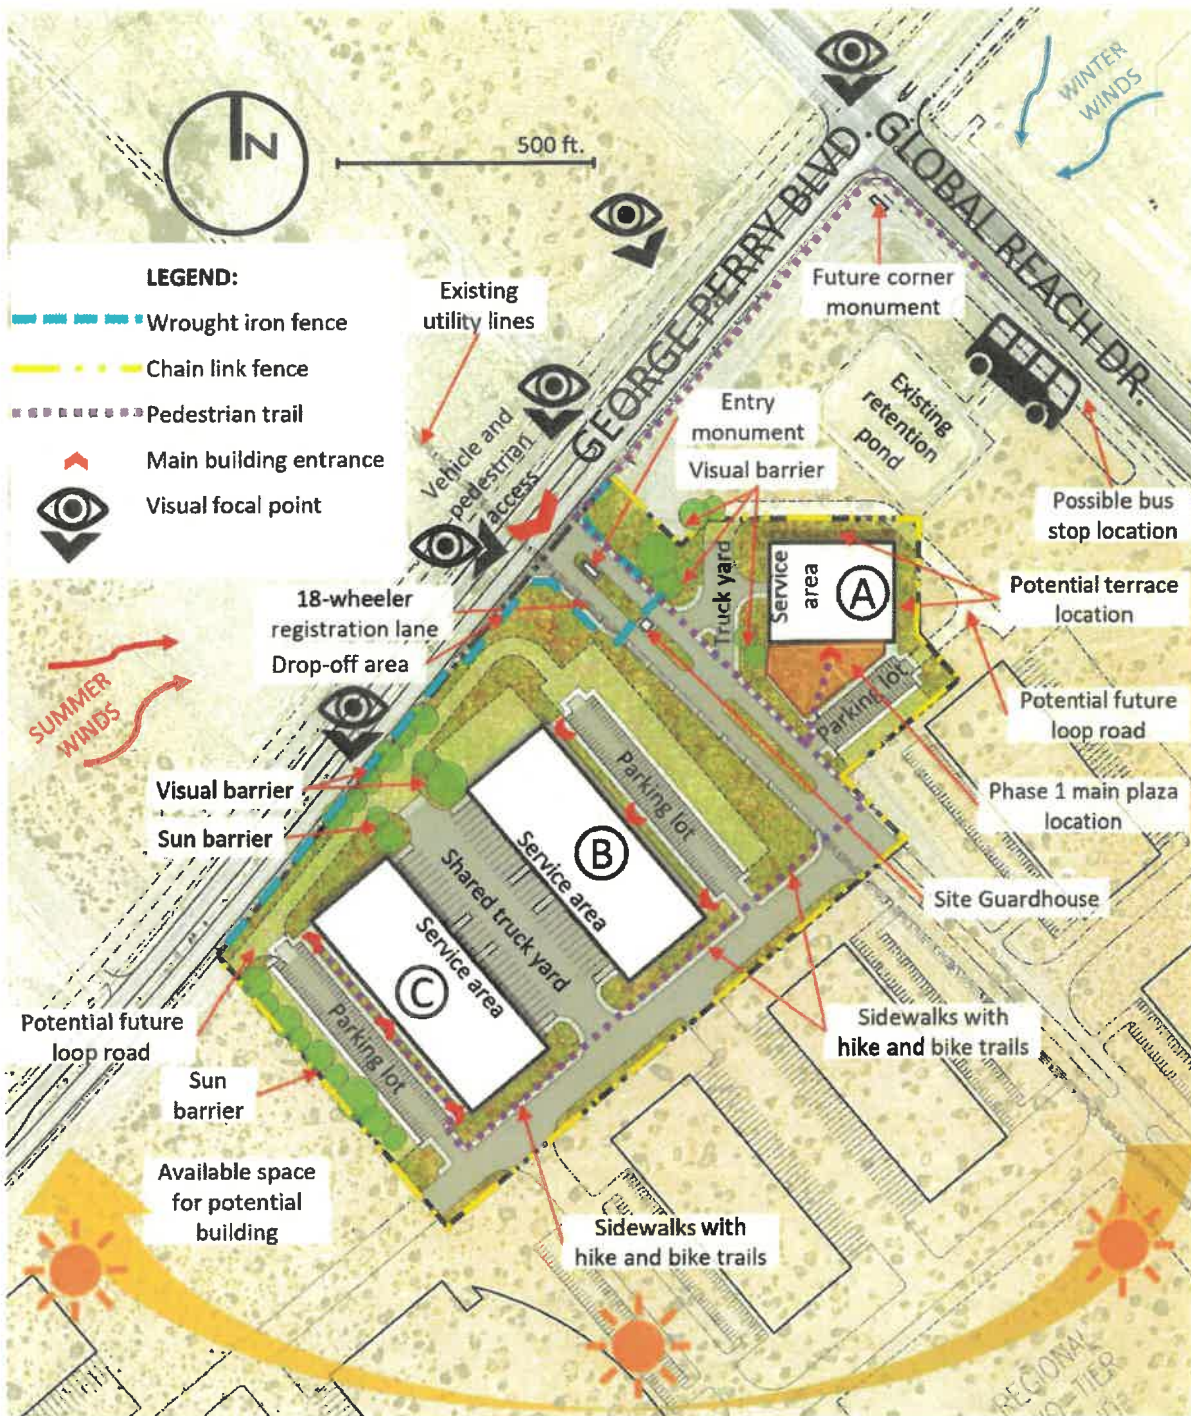 WINTER
WINDS
N
500 ft.
GEORGE PERRY BLVD.
GLOBAL REACH DR.
LEGEND:
Wrought iron fence
Chain link fence
Pedestrian trail
Main building entrance
Visual focal point
Existing
utility lines
Future corner
monument
Vehicle and
pedestrian
access
Entry
monument
Visual barrier
Existing
retention
pond
Possible bus
stop location
18-wheeler
registration lane
Drop-off area
Truck yard
Service
area
A
Potential terrace
location
SUMMER
WINDS
Parking lot
Potential future
loop road
Visual barrier
Sun barrier
Parking lot
Phase 1 main plaza
location
B
Service area
Shared truck yard
Site Guardhouse
Service area
C
Parking lot
Potential future
loop road
Sun
barrier
Sidewalks with
hike and bike trails
Available space
for potential
building
Sidewalks with
hike and bike trails
REGIONAL
TIER